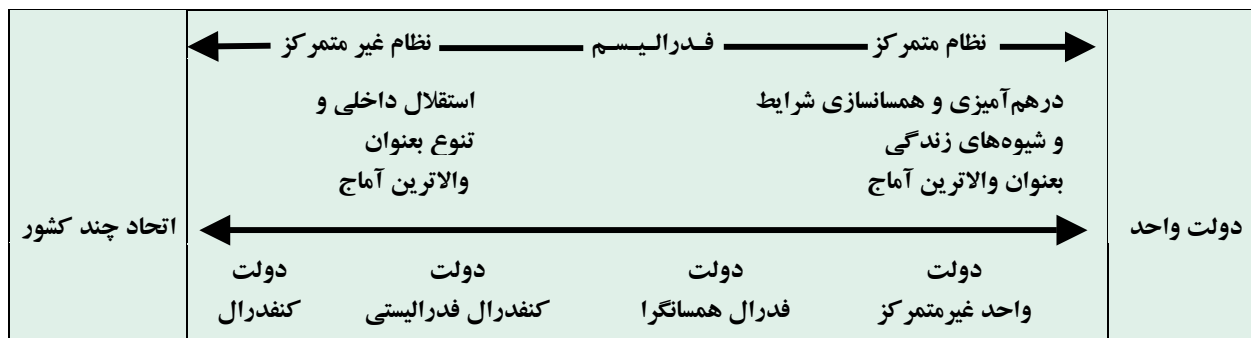 نظام متمرکز فـدرالـیـسـم نظام غیر متمرکز
درهم‌آمیزی و همسانسازی شرایط استقلال داخلی و
و شیوه‌های زندگی تنوع بعنوان
بعنوان والاترین آماج والاترین آماج
دولت واحد اتحاد چند کشور
دولت دولت دولت دولت
واحد غیرمتمرکز فدرال همسانگرا کنفدرال فدرالیستی کنفدرال